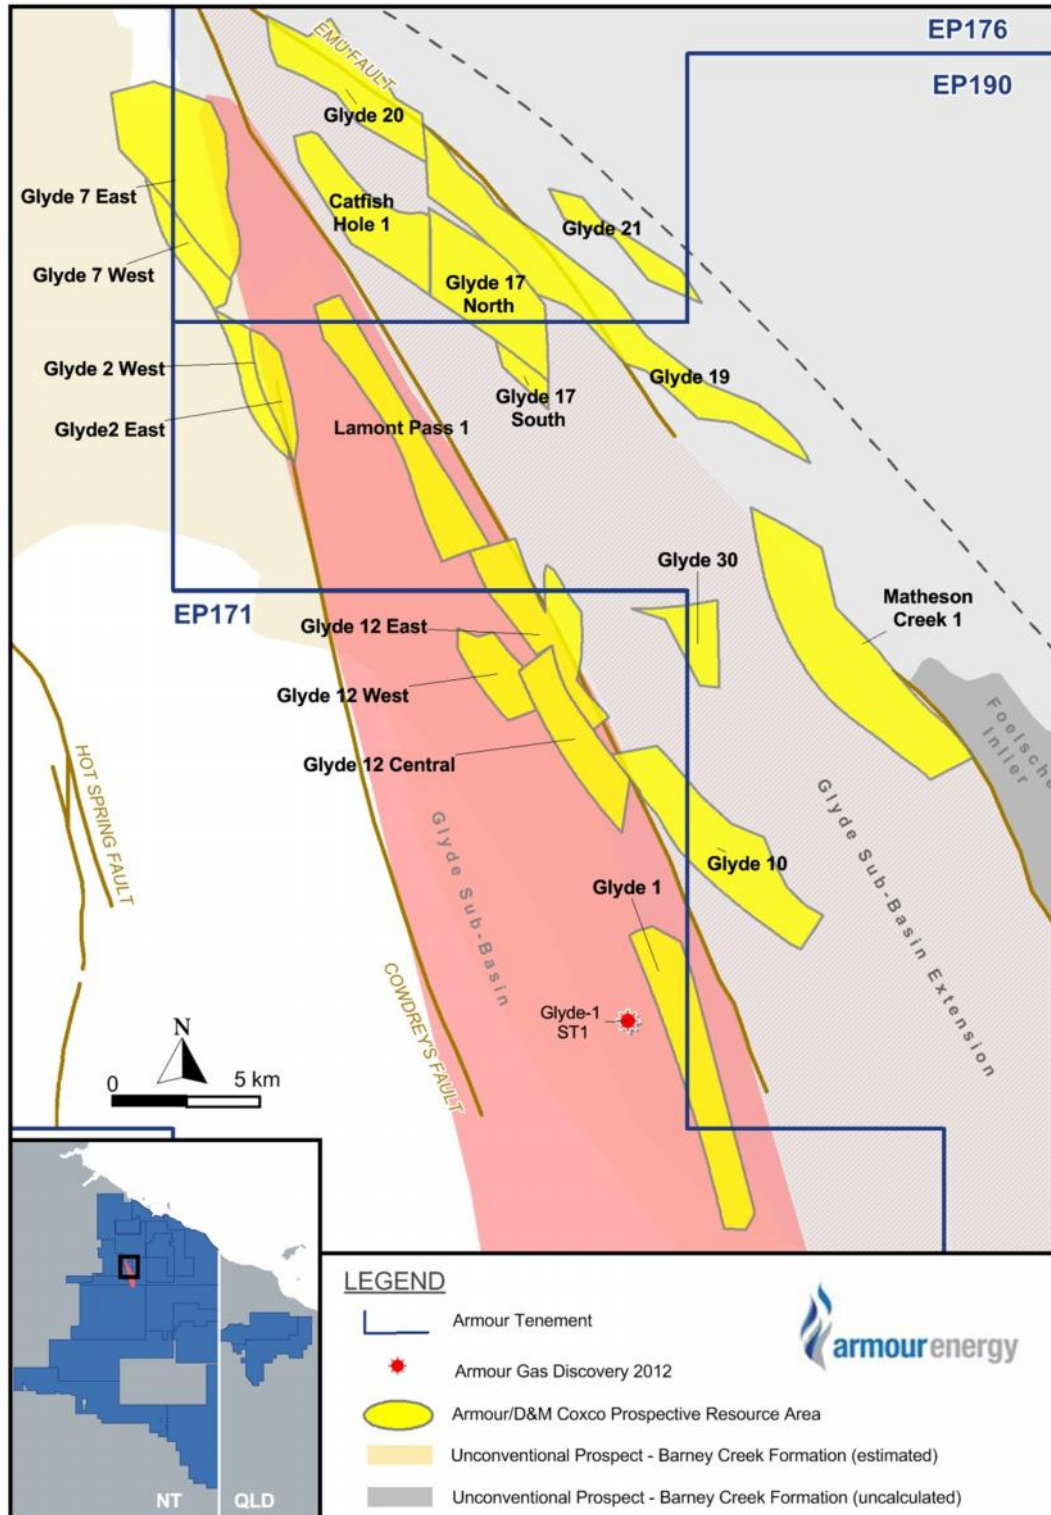 EP176
EP190
EMU FAULT
Glyde 20
Glyde 7 East
Catfish
Hole 1
Glyde 21
Glyde 7 West
Glyde 17
North
Glyde 2 West
Glyde 19
Glyde 17
South
Glyde2 East
Lamont Pass 1
Glyde 30
EP171
Matheson
Creek 1
Glyde 12 East
Glyde 12 West
Foelsche
Inlier
Glyde 12 Central
HOT SPRING FAULT
Glyde Sub-Basin
Glyde Sub-Basin Extension
Glyde 10
Glyde 1
COWDREY'S FAULT
Glyde-1
ST1
N
0
5 km
NT
QLD
LEGEND
Armour Tenement
Armour Gas Discovery 2012
Armour/D&M Coxco Prospective Resource Area
Unconventional Prospect - Barney Creek Formation (estimated)
Unconventional Prospect - Barney Creek Formation (uncalculated)
armourenergy